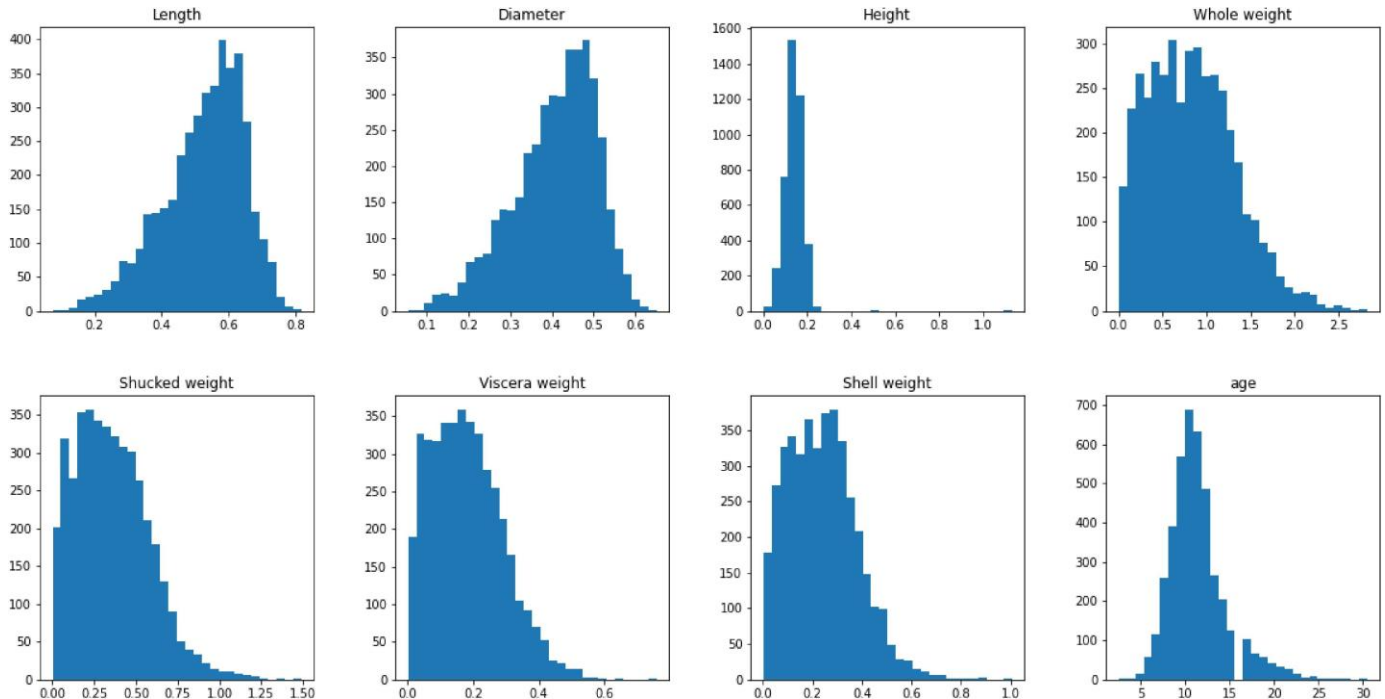 Length Diameter Height Whole weight
400 350 300 250 200 150 100 50 0
0.2 0.4 0.6 0.8
350 300 250 200 150 100 50 0
0.1 0.2 0.3 0.4 0.5 0.6
1600 1400 1200 1000 800 600 400 200 0
0.0 0.2 0.4 0.6 0.8 1.0
300 250 200 150 100 50 0
0.0 0.5 1.0 1.5 2.0 2.5
Shucked weight Viscera weight Shell weight age
350 300 250 200 150 100 50 0
0.00 0.25 0.50 0.75 1.00 1.25 1.50
350 300 250 200 150 100 50 0
0.0 0.2 0.4 0.6
350 300 250 200 150 100 50 0
0.0 0.2 0.4 0.6 0.8 1.0
700 600 500 400 300 200 100 0
5 10 15 20 25 30